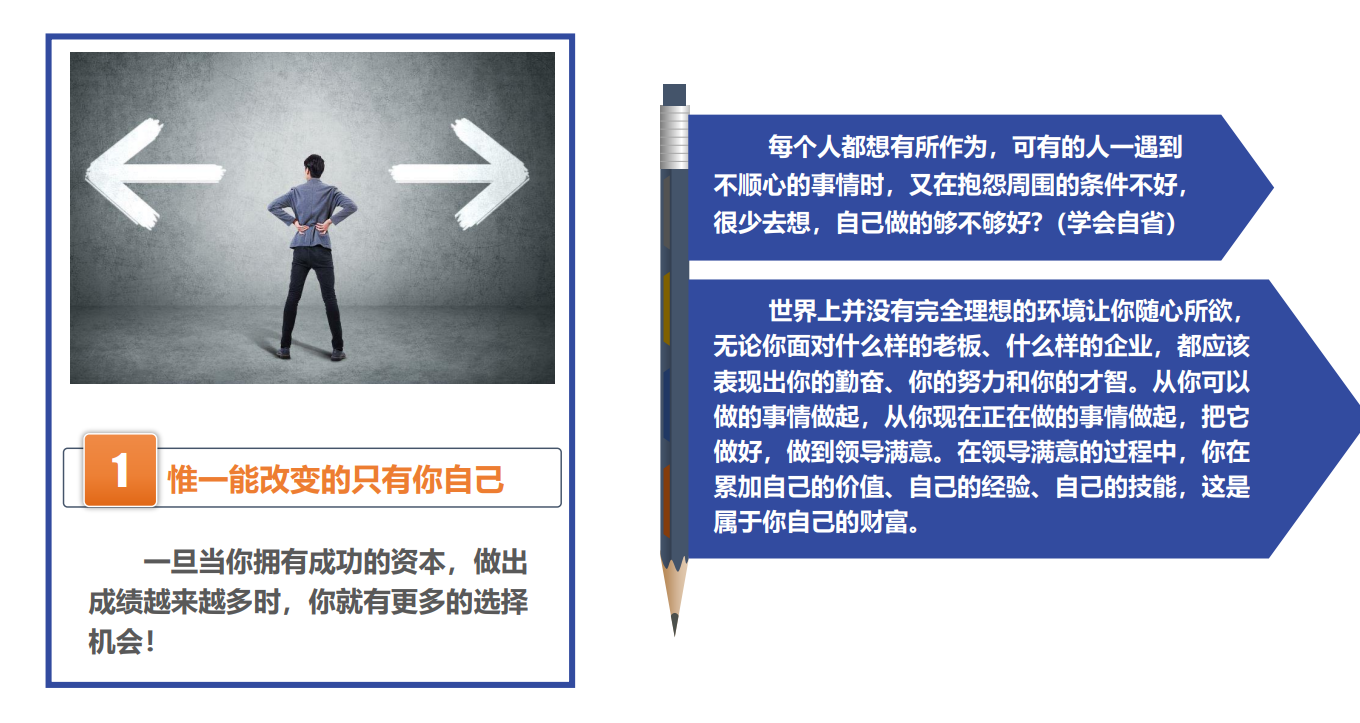 1
惟一能改变的只有你自己
一旦当你拥有成功的资本，做出
成绩越来越多时，你就有更多的选择
机会！
每个人都想有所作为，可有的人一遇到
不顺心的事情时，又在抱怨周围的条件不好，
很少去想，自己做的够不够好？（学会自省）
世界上并没有完全理想的环境让你随心所欲，
无论你面对什么样的老板、什么样的企业，都应该
表现出你的勤奋、你的努力和你的才智。从你可以
做的事情做起，从你现在正在做的事情做起，把它
做好，做到领导满意。在领导满意的过程中，你在
累加自己的价值、自己的经验、自己的技能，这是
属于你自己的财富。